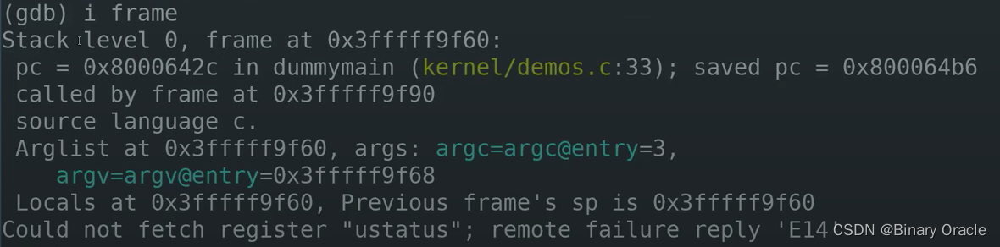 (gdb) i frame
Stack level 0, frame at 0x3fffff9f60:
 pc = 0x8000642c in dummymain (kernel/demos.c:33); saved pc = 0x800064b6
 called by frame at 0x3fffff9f90
 source language c.
 Arglist at 0x3fffff9f60, args: argc=argc@entry=3,
    argv=argv@entry=0x3fffff9f68
 Locals at 0x3fffff9f60, Previous frame's sp is 0x3fffff9f60
Could not fetch register "ustatus"; remote failure reply 'E14'
CSDN @Binary Oracle